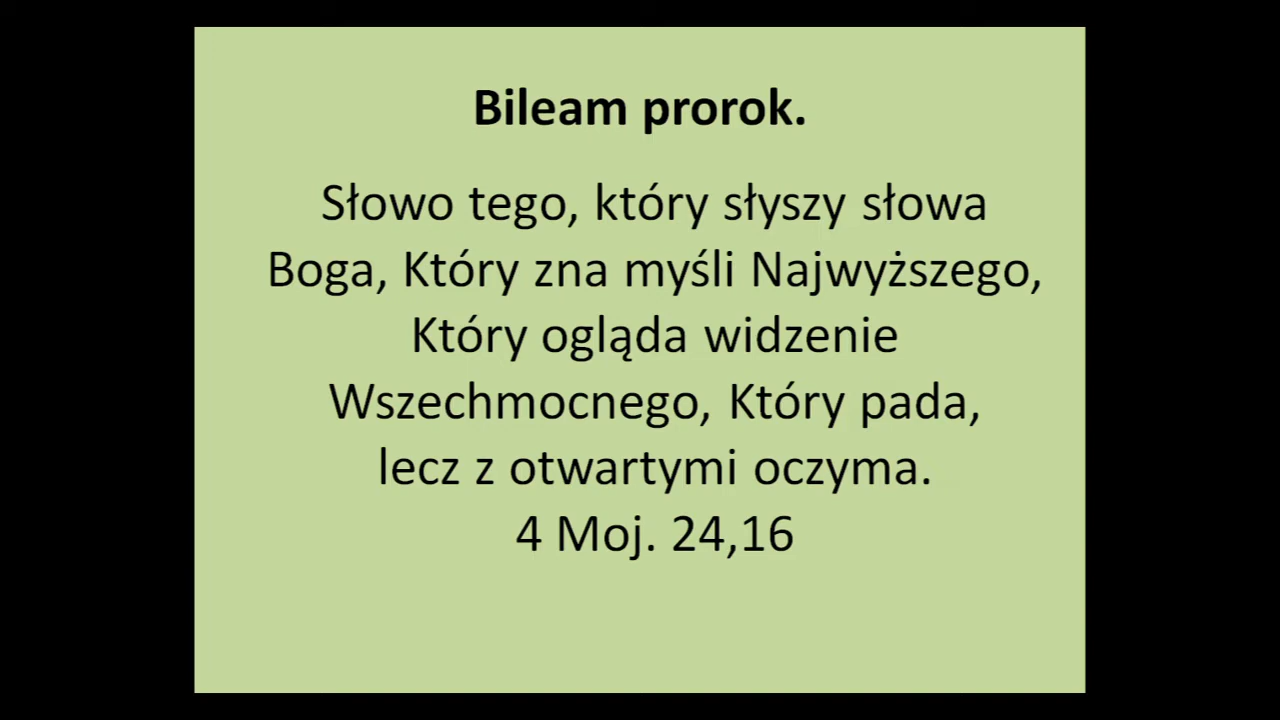 Bileam prorok.
Słowo tego, który słyszy słowa
Boga, Który zna myśli Najwyższego,
Który ogląda widzenie
Wszechmocnego, Który pada,
lecz z otwartymi oczyma.
4 Moj. 24,16